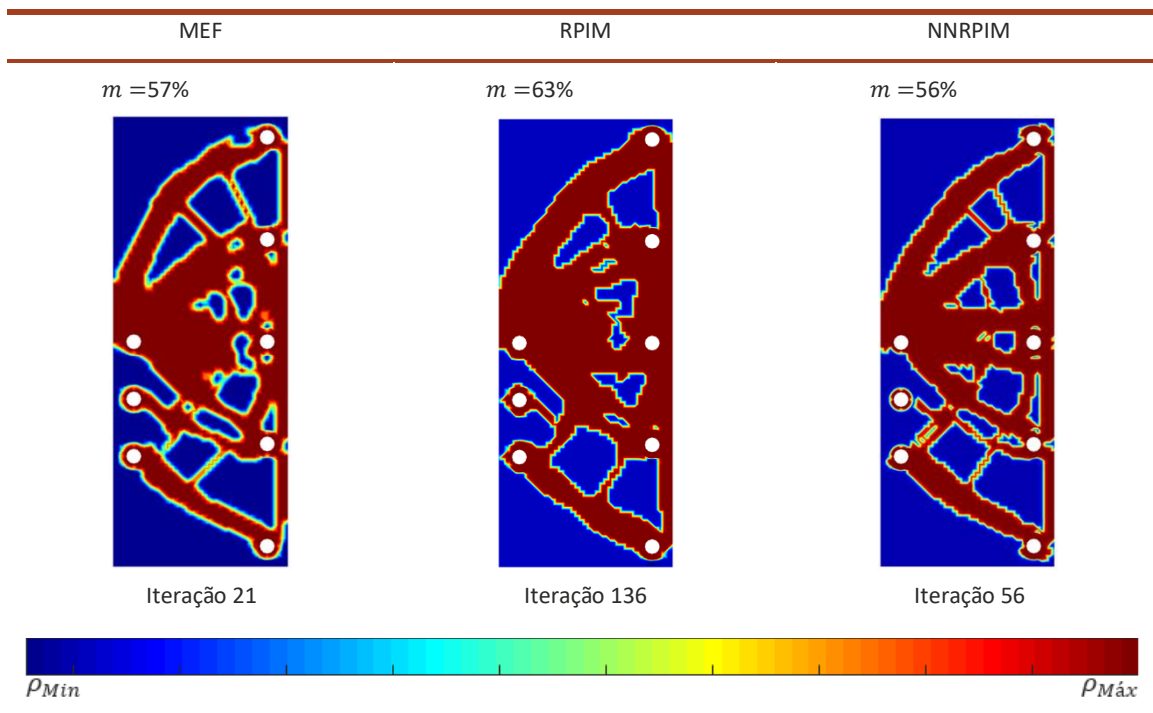 MEF RPIM NNRPIM
m =57% m =63% m =56%
Iteração 21 Iteração 136 Iteração 56
ρMin ρMáx